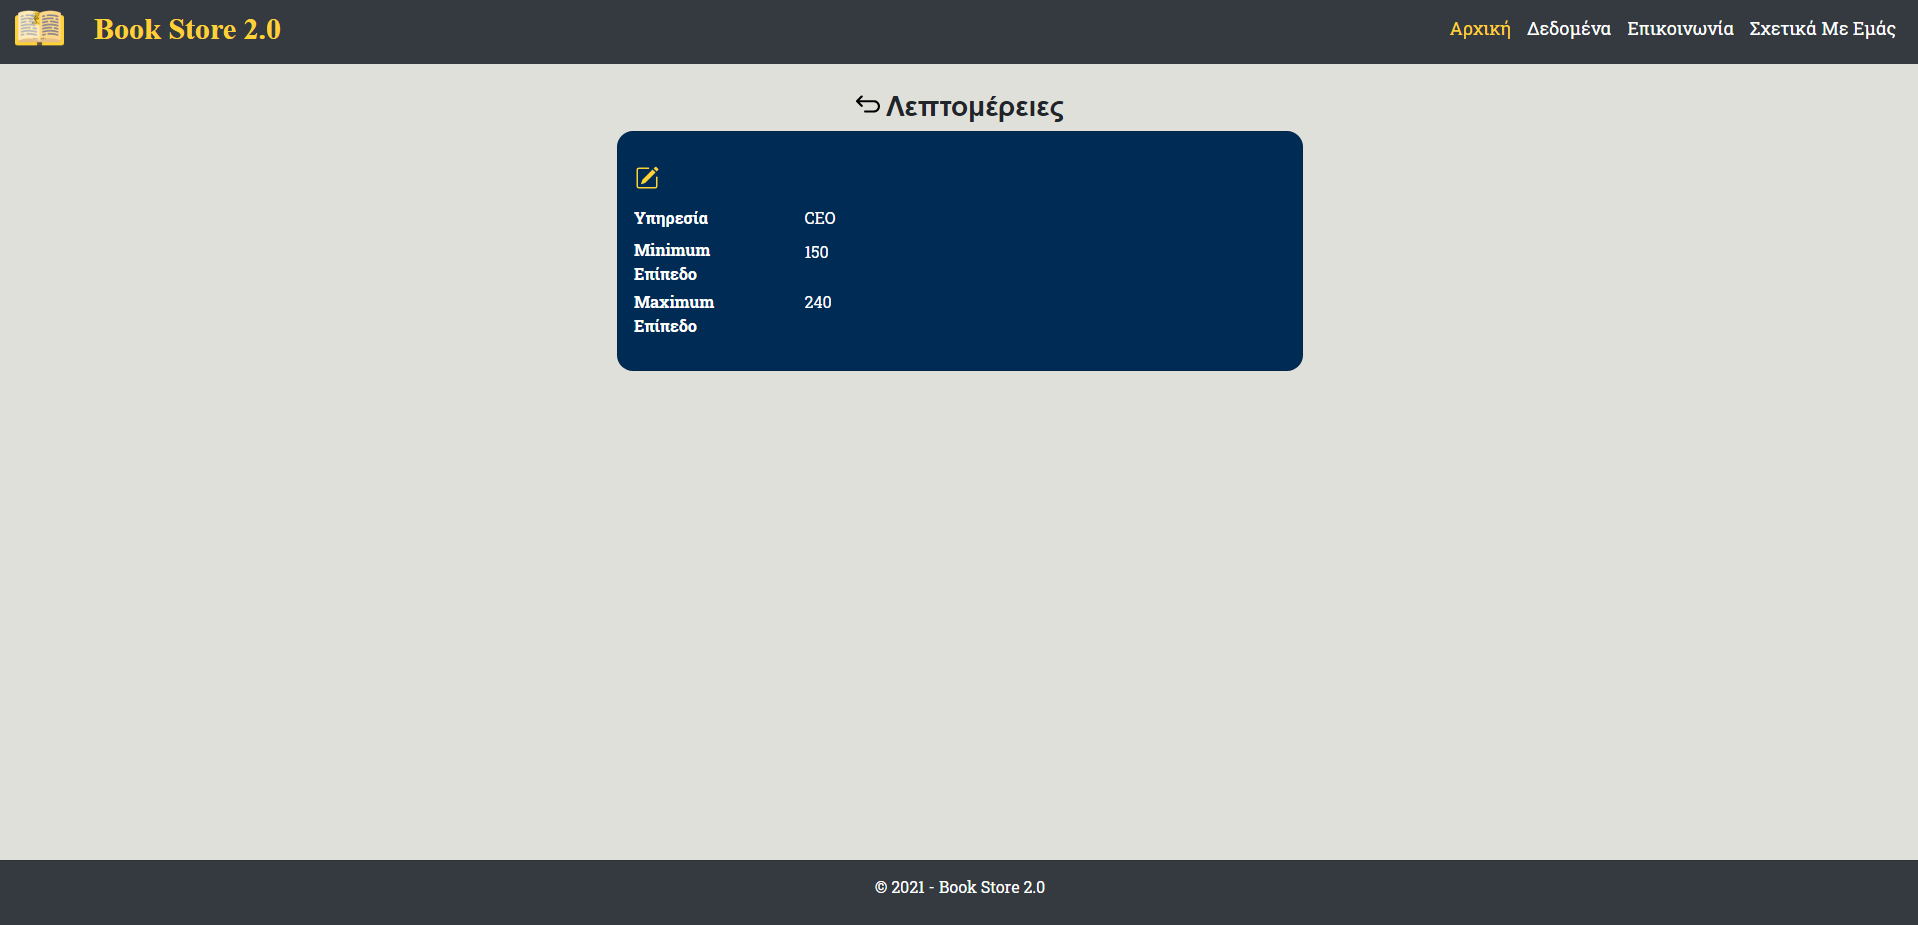 Book Store 2.0
Αρχική Δεδομένα Επικοινωνία Σχετικά Με Εμάς
Λεπτομέρειες
Υπηρεσία CEO
Minimum Επίπεδο 150
Maximum Επίπεδο 240
© 2021 - Book Store 2.0